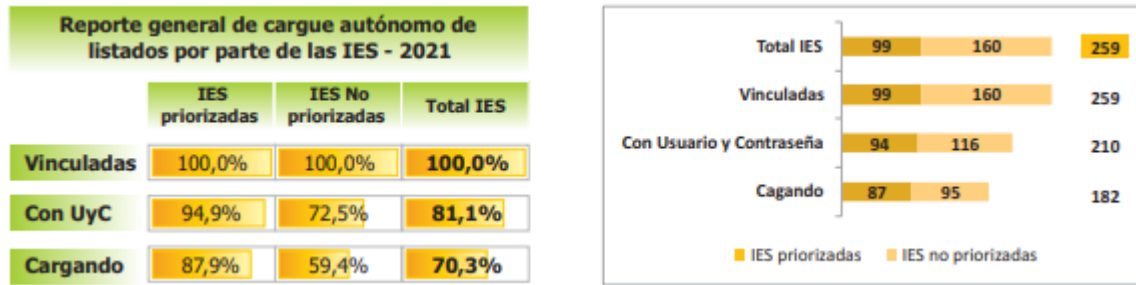 Reporte general de cargue autónomo de
listados por parte de las IES - 2021
IES
priorizadas
IES No
priorizadas
Total IES
Vinculadas 100,0% 100,0% 100,0%
Con UyC 94,9% 72,5% 81,1%
Cargando 87,9% 59,4% 70,3%
Total IES 99 160 259
Vinculadas 99 160 259
Con Usuario y Contraseña 94 116 210
Cagando 87 95 182
IES priorizadas IES no priorizadas